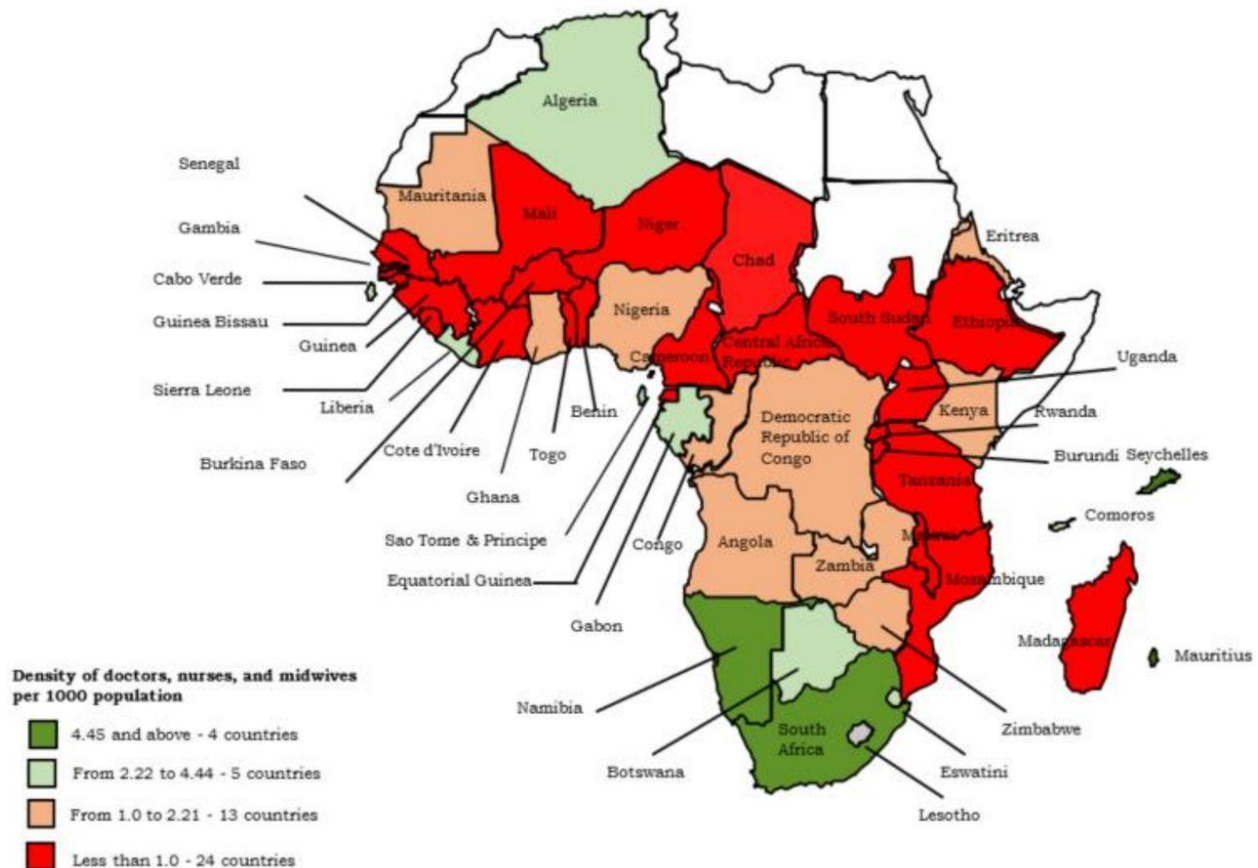 Algeria
Senegal
Mauritania
Mali
Niger
Gambia
Eritrea
Chad
Cabo Verde
Nigeria
Guinea Bissau
South Sudan
Ethiopia
Guinea
Central African
Republic
Cameroon
Uganda
Sierra Leone
Liberia
Benin
Kenya
Rwanda
Democratic
Republic of
Congo
Cote d'Ivoire
Togo
Burkina Faso
Burundi
Seychelles
Tanzania
Ghana
Comoros
Sao Tome & Principe
Congo
Angola
Malawi
Zambia
Equatorial Guinea
Mozambique
Gabon
Madagascar
Mauritius
Density of doctors, nurses, and midwives
per 1000 population
Namibia
South
Africa
Zimbabwe
4.45 and above - 4 countries
From 2.22 to 4.44 - 5 countries
Botswana
Eswatini
Lesotho
From 1.0 to 2.21 - 13 countries
Less than 1.0 - 24 countries